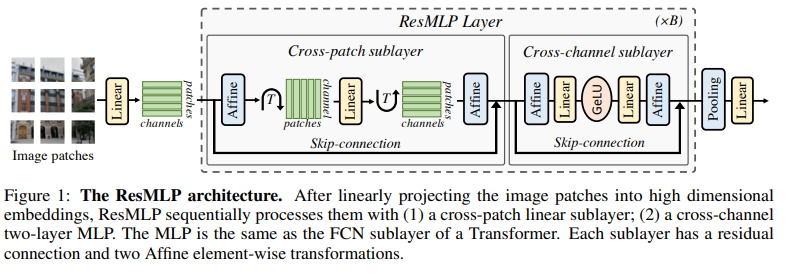 ResMLP Layer (×B)
Cross-patch sublayer
Cross-channel sublayer
Image patches
Linear
patches
channels
Affine
T
channel
patches
Linear
T
patches
channels
Affine
Skip-connection
Affine
Linear
GeLU
Linear
Affine
Skip-connection
Pooling
Linear
Figure 1: The ResMLP architecture. After linearly projecting the image patches into high dimensional
embeddings, ResMLP sequentially processes them with (1) a cross-patch linear sublayer; (2) a cross-channel
two-layer MLP. The MLP is the same as the FCN sublayer of a Transformer. Each sublayer has a residual
connection and two Affine element-wise transformations.